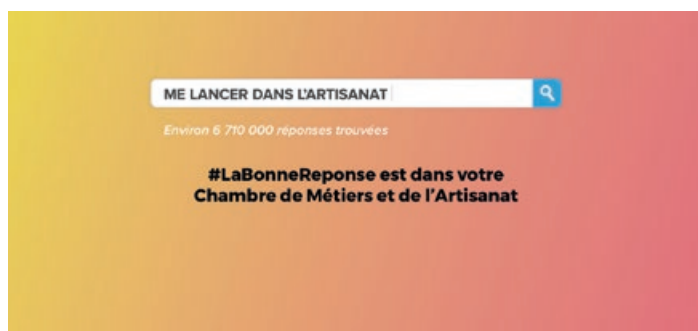 ME LANCER DANS L'ARTISANAT
Environ 6 710 000 réponses trouvées
#LaBonneReponse est dans votre
Chambre de Métiers et de l'Artisanat